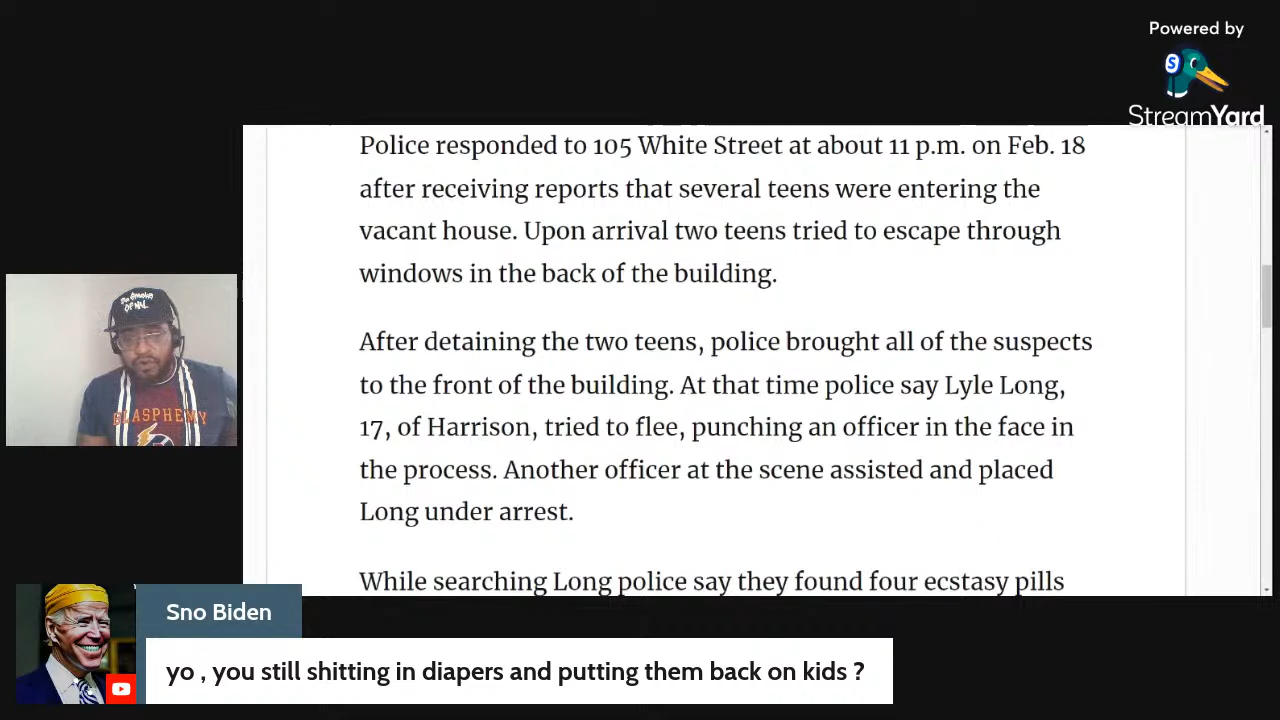 Powered by
StreamYard
Police responded to 105 White Street at about 11 p.m. on Feb. 18
after receiving reports that several teens were entering the
vacant house. Upon arrival two teens tried to escape through
windows in the back of the building.
After detaining the two teens, police brought all of the suspects
to the front of the building. At that time police say Lyle Long,
17, of Harrison, tried to flee, punching an officer in the face in
the process. Another officer at the scene assisted and placed
Long under arrest.
While searching Long police say they found four ecstasy pills
BLASPHEMY
Sno Biden
yo , you still shitting in diapers and putting them back on kids ?